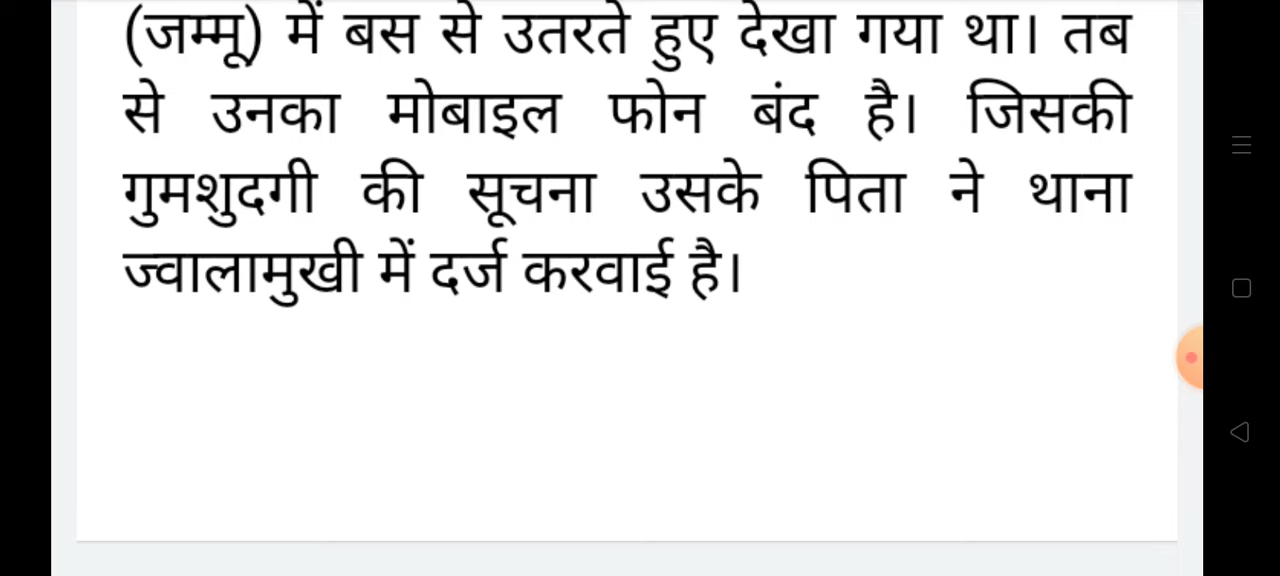 (जम्मू) में बस से उतरते हुए देखा गया था। तब
से उनका मोबाइल फोन बंद है। जिसकी
गुमशुदगी की सूचना उसके पिता ने थाना
ज्वालामुखी में दर्ज करवाई है।